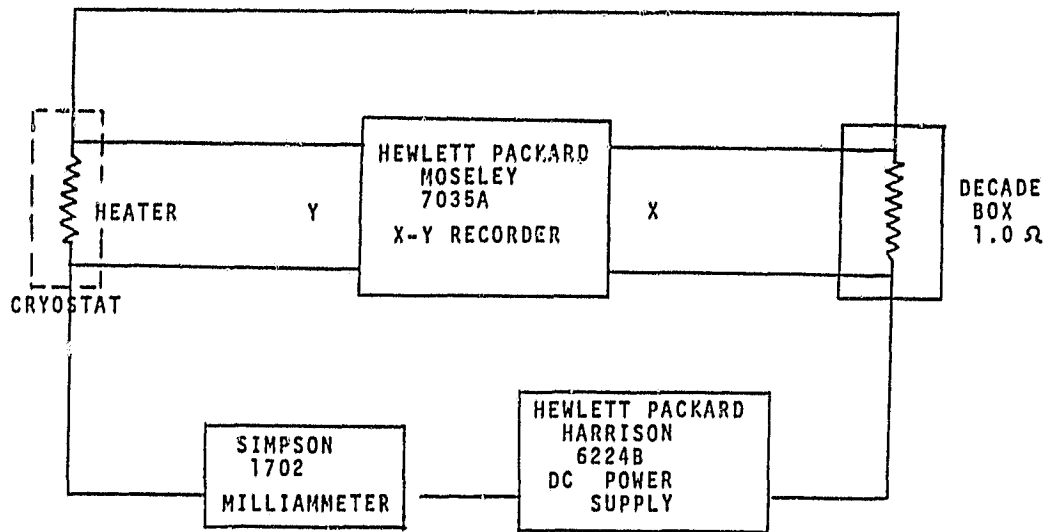 HEWLETT PACKARD
MOSELEY
7035A
X-Y RECORDER
HEATER
Y
X
DECADE
BOX
1.0 Ω
CRYOSTAT
SIMPSON
1702
MILLIAMMETER
HEWLETT PACKARD
HARRISON
6224B
DC POWER
SUPPLY